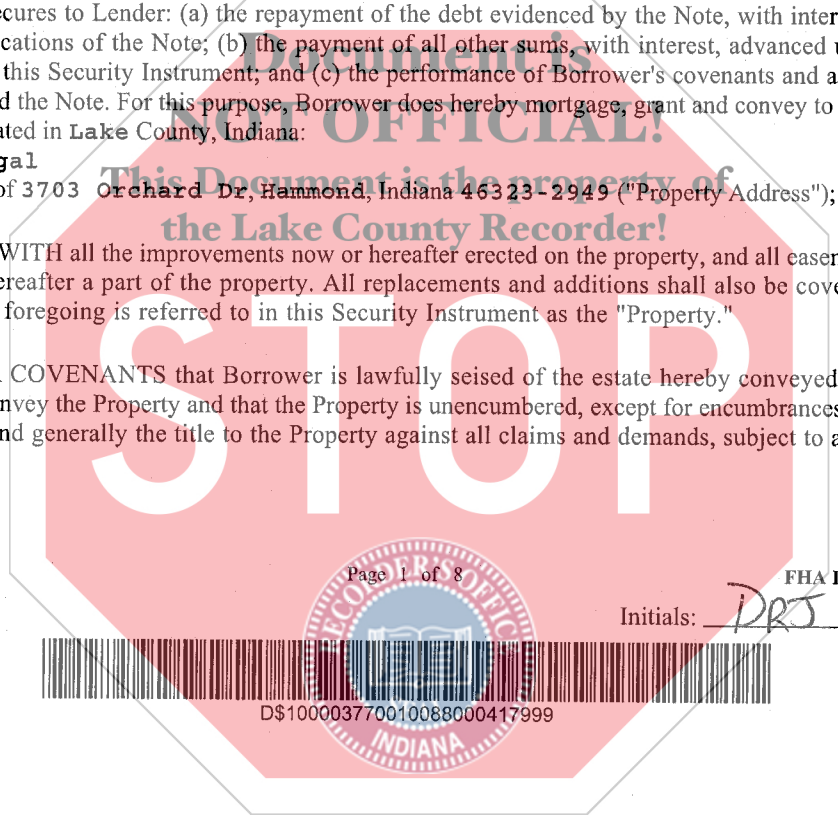 cures to Lender: (a) the repayment of the debt evidenced by the Note, with inter
cations of the Note; (b) the payment of all other sums, with interest, advanced
Document is
this Security Instrument; and (c) the performance of Borrower's covenants and a
d the Note. For this purpose, Borrower does hereby mortgage, grant and convey to
NOT OFFICIAL!
ated in Lake County, Indiana:
gal
This Document is the property of
of 3703 Orchard Dr, Hammond, Indiana 46323-2949 ("Property Address");
the Lake County Recorder!
WITH all the improvements now or hereafter erected on the property, and all easem
ereafter a part of the property. All replacements and additions shall also be cove
foregoing is referred to in this Security Instrument as the "Property."
STOP
COVENANTS that Borrower is lawfully seised of the estate hereby conveyed
nvey the Property and that the Property is unencumbered, except for encumbrances
nd generally the title to the Property against all claims and demands, subject to a
RECORDER'S OFFICE
Page 1 of 8
FHA I
Initials: DRJ
D$100003770010088000417999
INDIANA